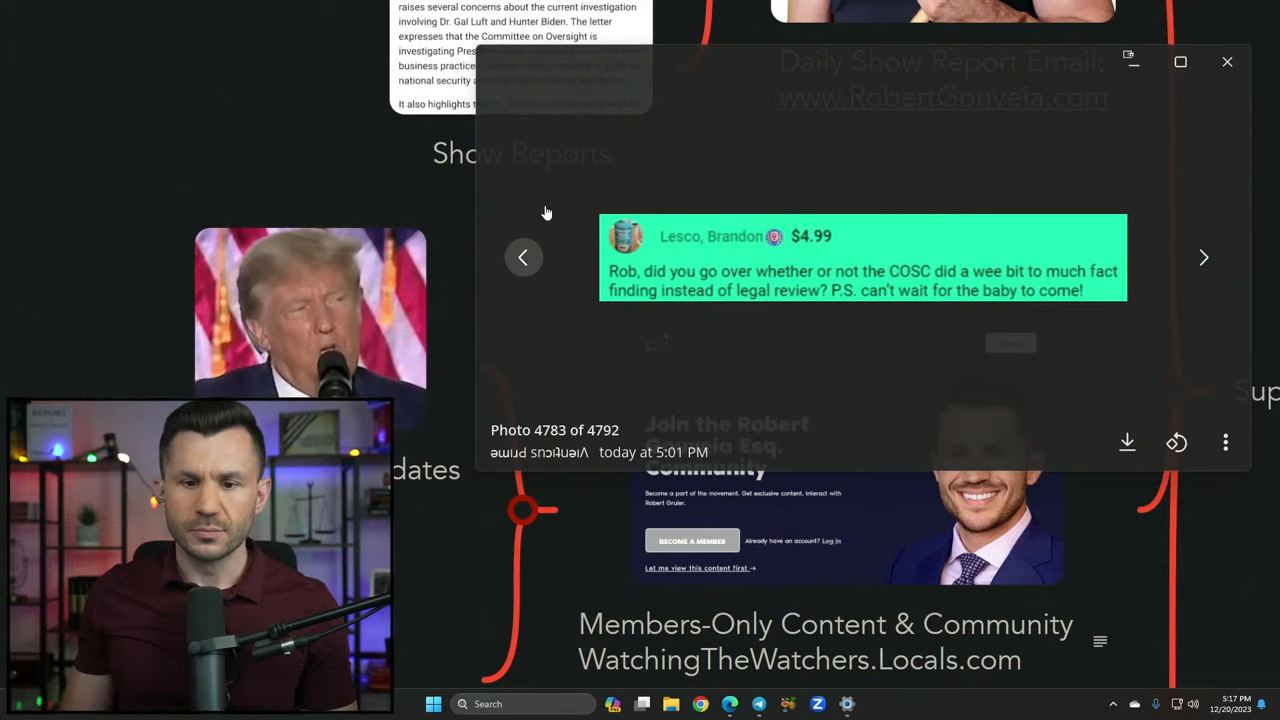 raises several concerns about the current investigation
involving Dr. Gal Luft and Hunter Biden. The letter
expresses that the Committee on Oversight is
investigating Pres
business practices
national security
It also highlights
Daily Show Report Email:
www.RobertGouveia.com
Show Reports
Lesco, Brandon $4.99
Rob, did you go over whether or not the COSC did a wee bit to much fact
finding instead of legal review? P.S. can't wait for the baby to come!
Join the Robert
Gouveia Esq.
Community
Photo 4783 of 4792
ǝɯıɹd snoıʇuǝı∀ today at 5:01 PM
Become a part of the movement. Get exclusive content. Interact with
Robert Gruler.
BECOME A MEMBER
Already have an account? Log in
Let me view this content first →
dates
Sup
Members-Only Content & Community
WatchingTheWatchers.Locals.com
Search
5:17 PM
12/20/2023